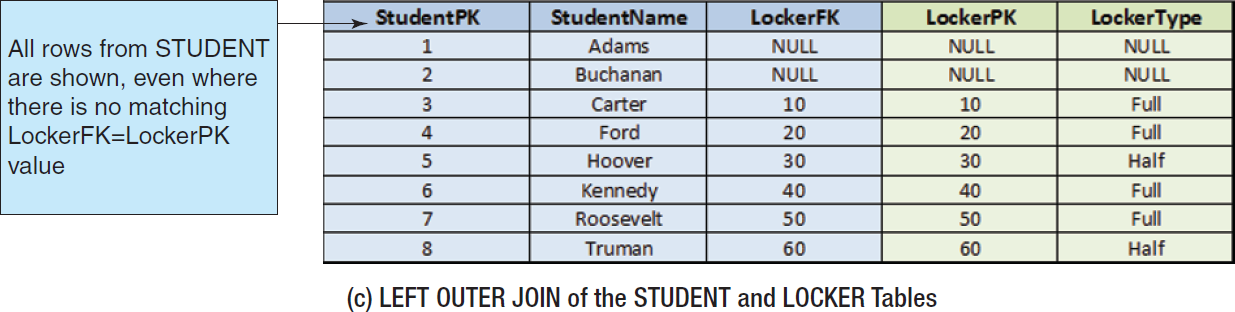 All rows from STUDENT
are shown, even where
there is no matching
LockerFK=LockerPK
value
StudentPK StudentName LockerFK LockerPK LockerType
1 Adams NULL NULL NULL
2 Buchanan NULL NULL NULL
3 Carter 10 10 Full
4 Ford 20 20 Full
5 Hoover 30 30 Half
6 Kennedy 40 40 Full
7 Roosevelt 50 50 Full
8 Truman 60 60 Half
(c) LEFT OUTER JOIN of the STUDENT and LOCKER Tables